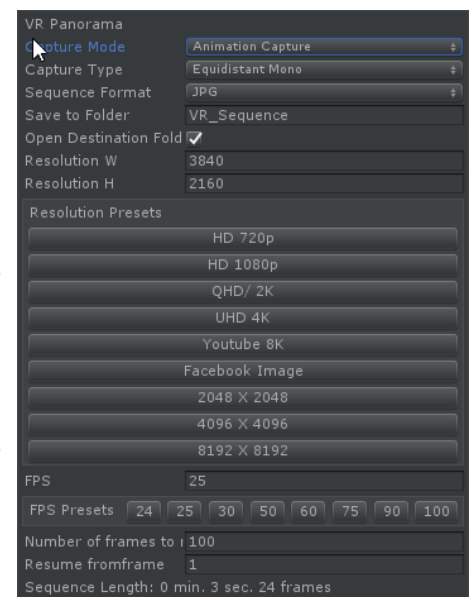 VR Panorama
Capture Mode Animation Capture
Capture Type Equidistant Mono
Sequence Format JPG
Save to Folder VR_Sequence
Open Destination Fold
Resolution W 3840
Resolution H 2160
Resolution Presets
HD 720p
HD 1080p
QHD/ 2K
UHD 4K
Youtube 8K
Facebook Image
2048 X 2048
4096 X 4096
8192 X 8192
FPS 25
FPS Presets 24 25 30 50 60 75 90 100
Number of frames to r 100
Resume fromframe 1
Sequence Length: 0 min. 3 sec. 24 frames